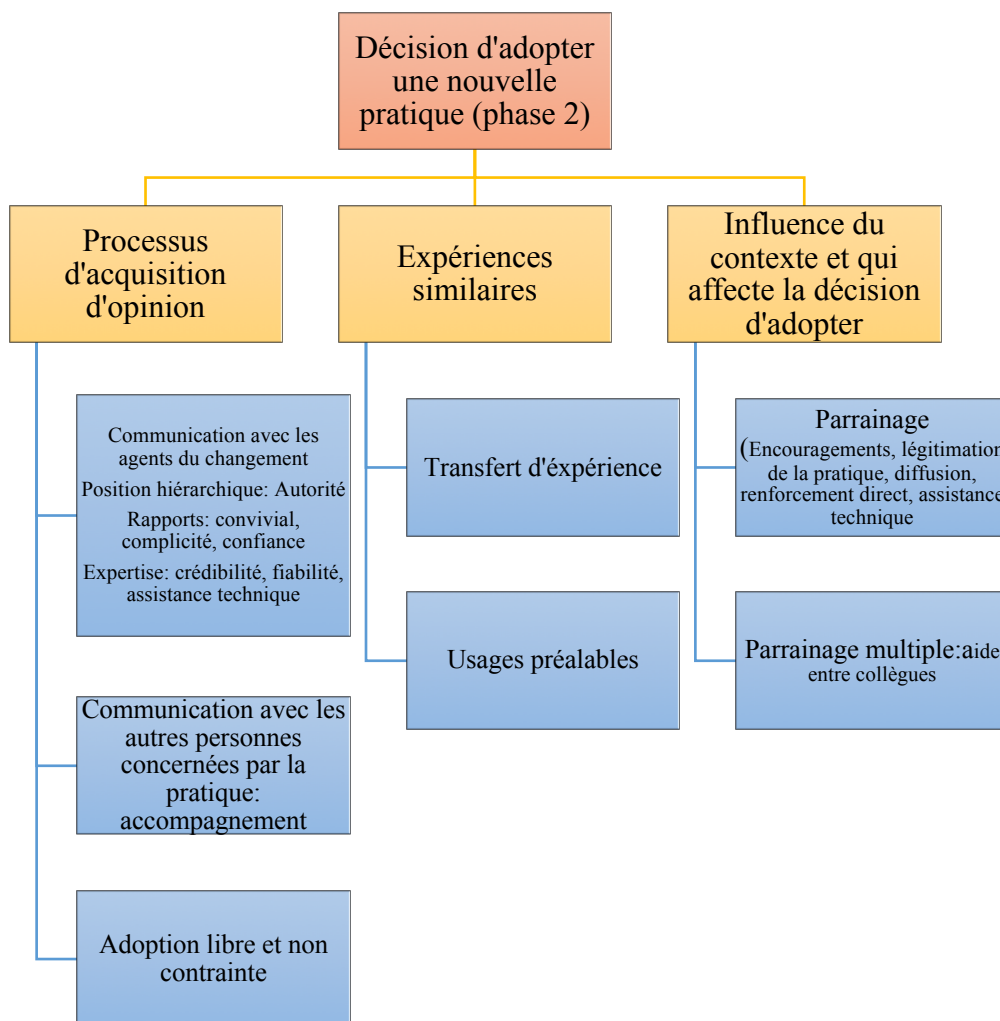 Décision d'adopter
une nouvelle
pratique (phase 2)
Processus
d'acquisition
d'opinion
Communication avec les
agents du changement
Position hiérarchique: Autorité
Rapports: convivial,
complicité, confiance
Expertise: crédibilité, fiabilité,
assistance technique
Communication avec les
autres personnes
concernées par la
pratique:
accompagnement
Adoption libre et non
contrainte
Expériences
similaires
Transfert d'éxpérience
Usages préalables
Influence du
contexte et qui
affecte la décision
d'adopter
Parrainage
(Encouragements, légitimation
de la pratique, diffusion,
renforcement direct, assistance
technique
Parrainage multiple:aide
entre collègues